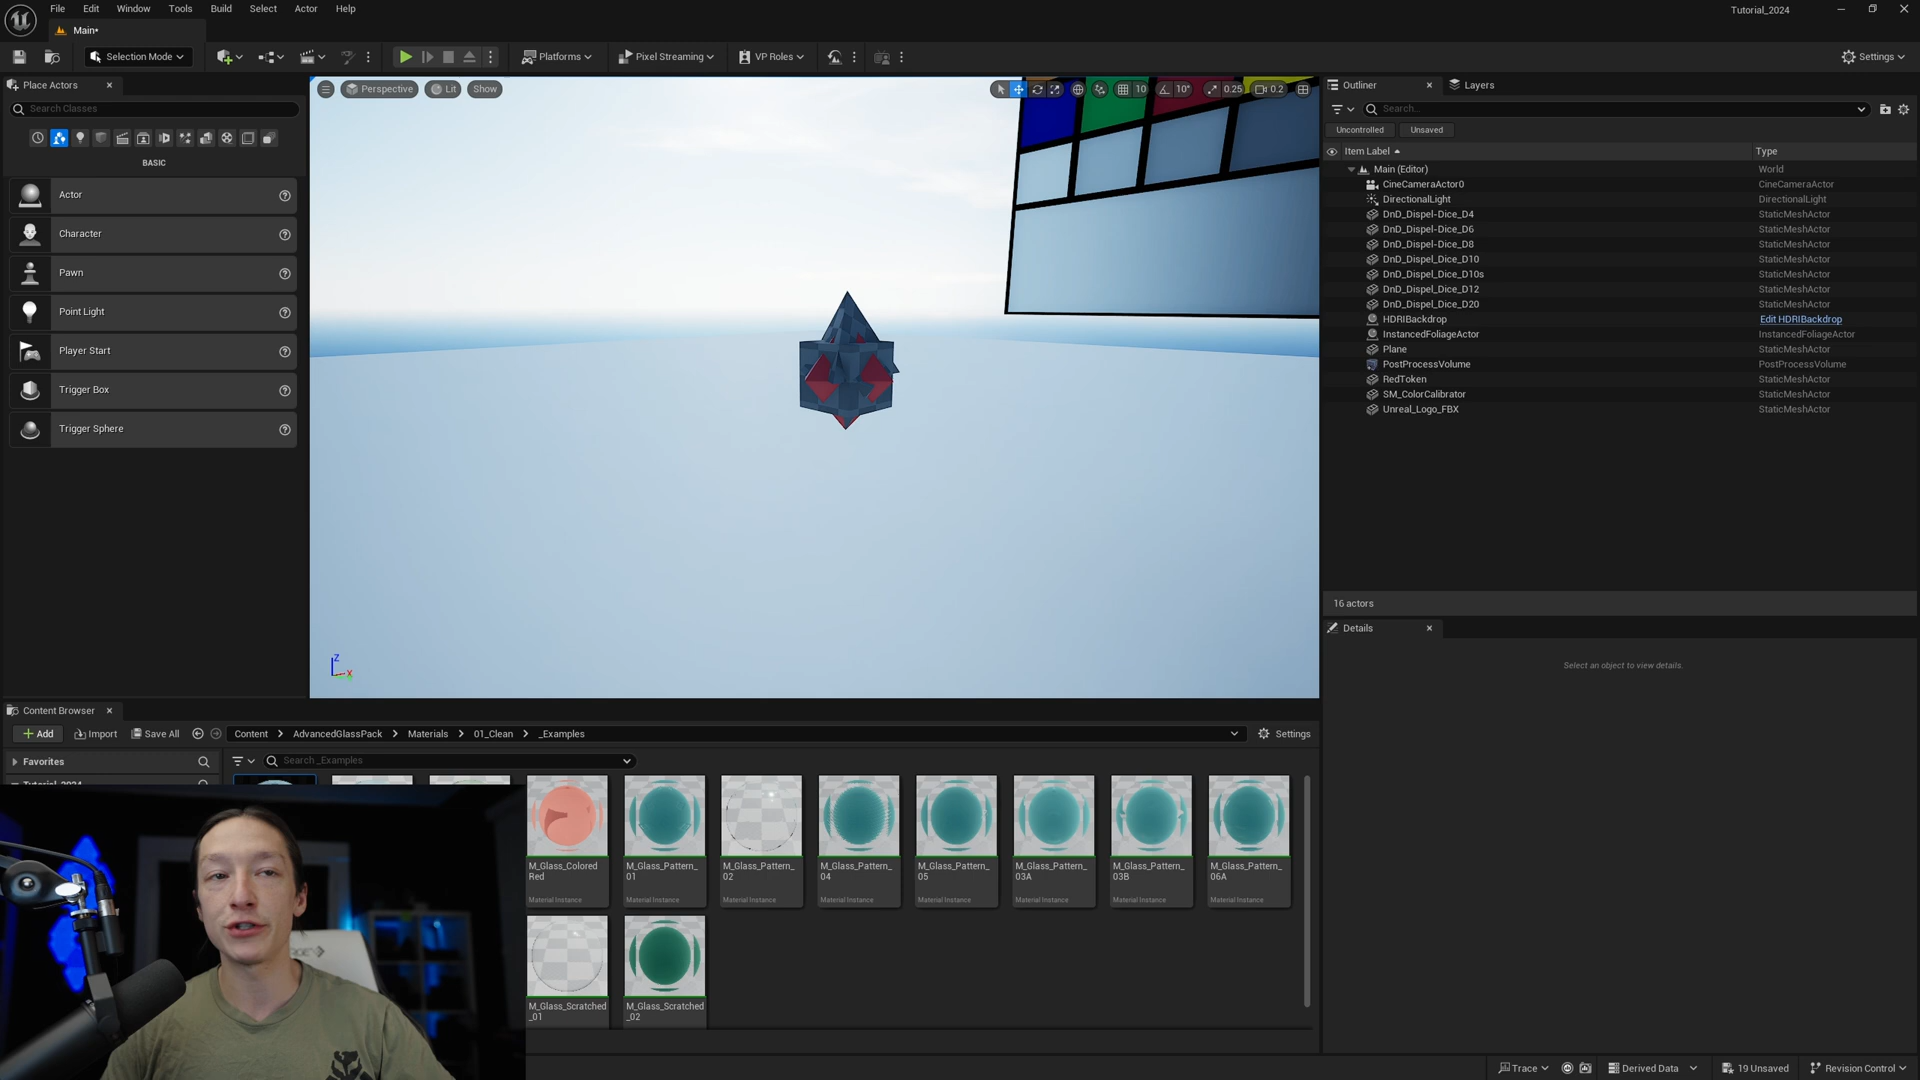 File Edit Window Tools Build Select Actor Help
Tutorial_2024
Main•
Selection Mode
Platforms
Pixel Streaming
VP Roles
Settings
Place Actors
Search Classes
BASIC
Actor
Character
Pawn
Point Light
Player Start
Trigger Box
Trigger Sphere
Perspective
Lit
Show
10
10°
0.25
0.2
Z
X
Outliner
Layers
Search...
Uncontrolled
Unsaved
Item Label Type
Main (Editor) World
CineCameraActor0 CineCameraActor
DirectionalLight DirectionalLight
DnD_Dispel-Dice_D4 StaticMeshActor
DnD_Dispel-Dice_D6 StaticMeshActor
DnD_Dispel-Dice_D8 StaticMeshActor
DnD_Dispel_Dice_D10 StaticMeshActor
DnD_Dispel_Dice_D10s StaticMeshActor
DnD_Dispel_Dice_D12 StaticMeshActor
DnD_Dispel_Dice_D20 StaticMeshActor
HDRIBackdrop Edit HDRIBackdrop
InstancedFoliageActor InstancedFoliageActor
Plane StaticMeshActor
PostProcessVolume PostProcessVolume
RedToken StaticMeshActor
SM_ColorCalibrator StaticMeshActor
Unreal_Logo_FBX StaticMeshActor
16 actors
Details
Select an object to view details.
Content Browser
Add
Import
Save All
Content AdvancedGlassPack Materials 01_Clean _Examples
Settings
Favorites
Search _Examples
M_Glass_Colored
Red
Material Instance
M_Glass_Pattern_
01
Material Instance
M_Glass_Pattern_
02
Material Instance
M_Glass_Pattern_
04
Material Instance
M_Glass_Pattern_
05
Material Instance
M_Glass_Pattern_
03A
Material Instance
M_Glass_Pattern_
03B
Material Instance
M_Glass_Pattern_
06A
Material Instance
M_Glass_Scratched
_01
M_Glass_Scratched
_02
Trace
Derived Data
19 Unsaved
Revision Control